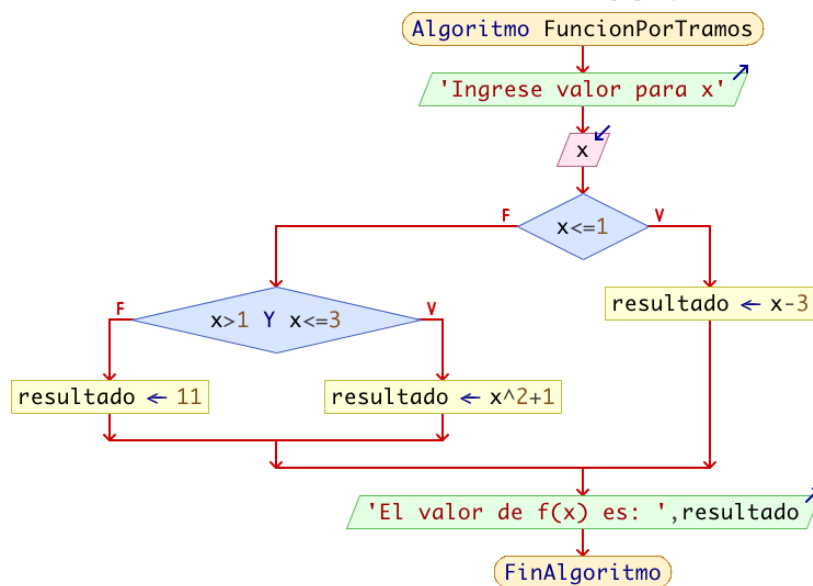 Algoritmo FuncionPorTramos
'Ingrese valor para x'
x
F
x<=1
V
F
x>1 Y x<=3
V
resultado ← x-3
resultado ← 11
resultado ← x^2+1
'El valor de f(x) es: ',resultado
FinAlgoritmo